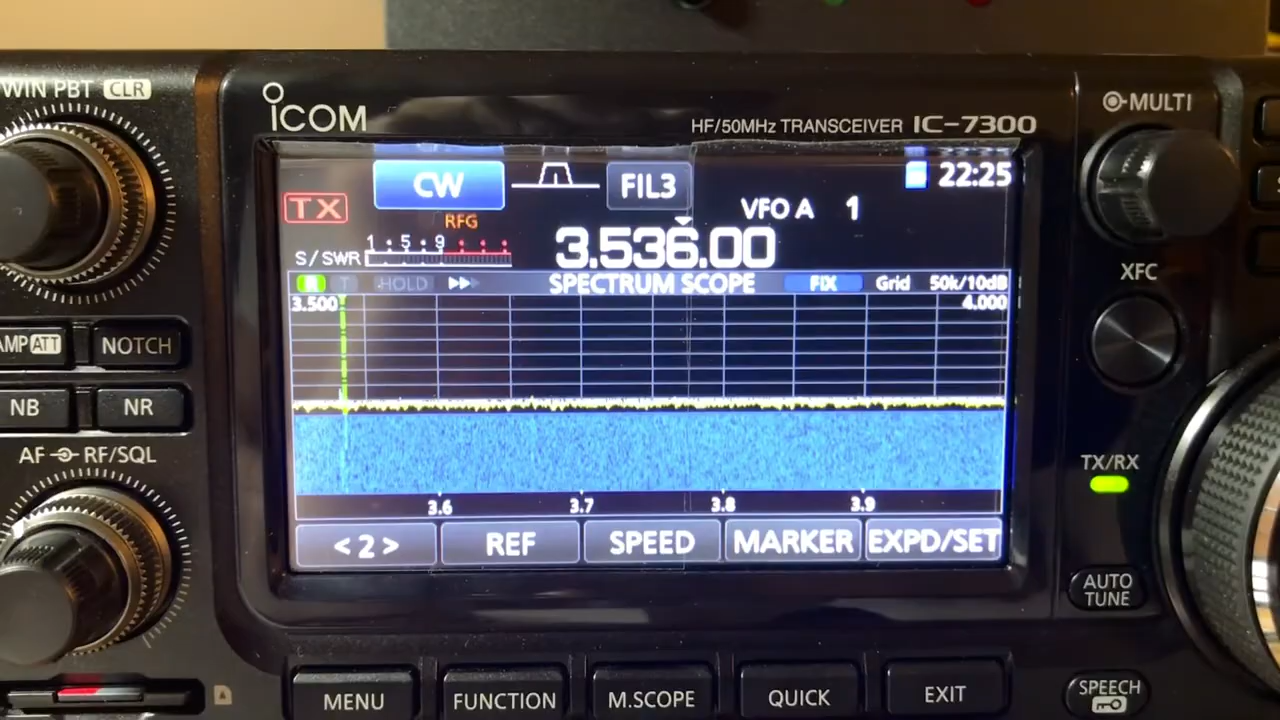 WIN PBT CLR
ICOM
HF/50MHz TRANSCEIVER IC-7300
MULTI
CW
FIL3
22:25
TX
RFG
VFO A 1
1 5 9
S/SWR
3.536.00
R T HOLD SPECTRUM SCOPE FIX Grid 50k/10dB
3.500 4.000
XFC
AMP ATT
NOTCH
NB
NR
AF RF/SQL
TX/RX
3.6 3.7 3.8 3.9
<2> REF SPEED MARKER EXPD/SET
AUTO
TUNE
MENU
FUNCTION
M.SCOPE
QUICK
EXIT
SPEECH